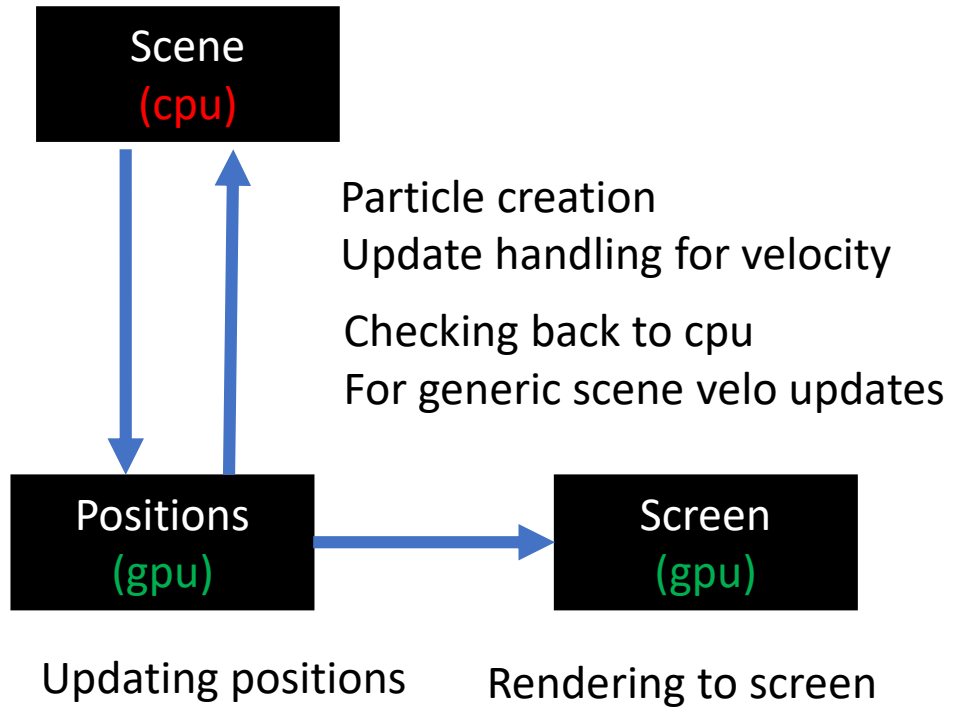 Scene
(cpu)
Particle creation
Update handling for velocity
Checking back to cpu
For generic scene velo updates
Positions
(gpu)
Screen
(gpu)
Updating positions
Rendering to screen